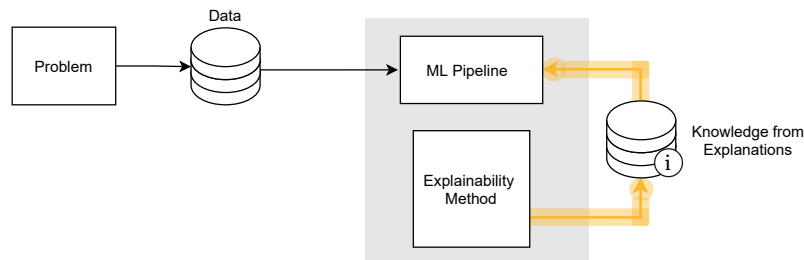 Data
Problem
ML Pipeline
Knowledge from
Explanations
i
Explainability
Method